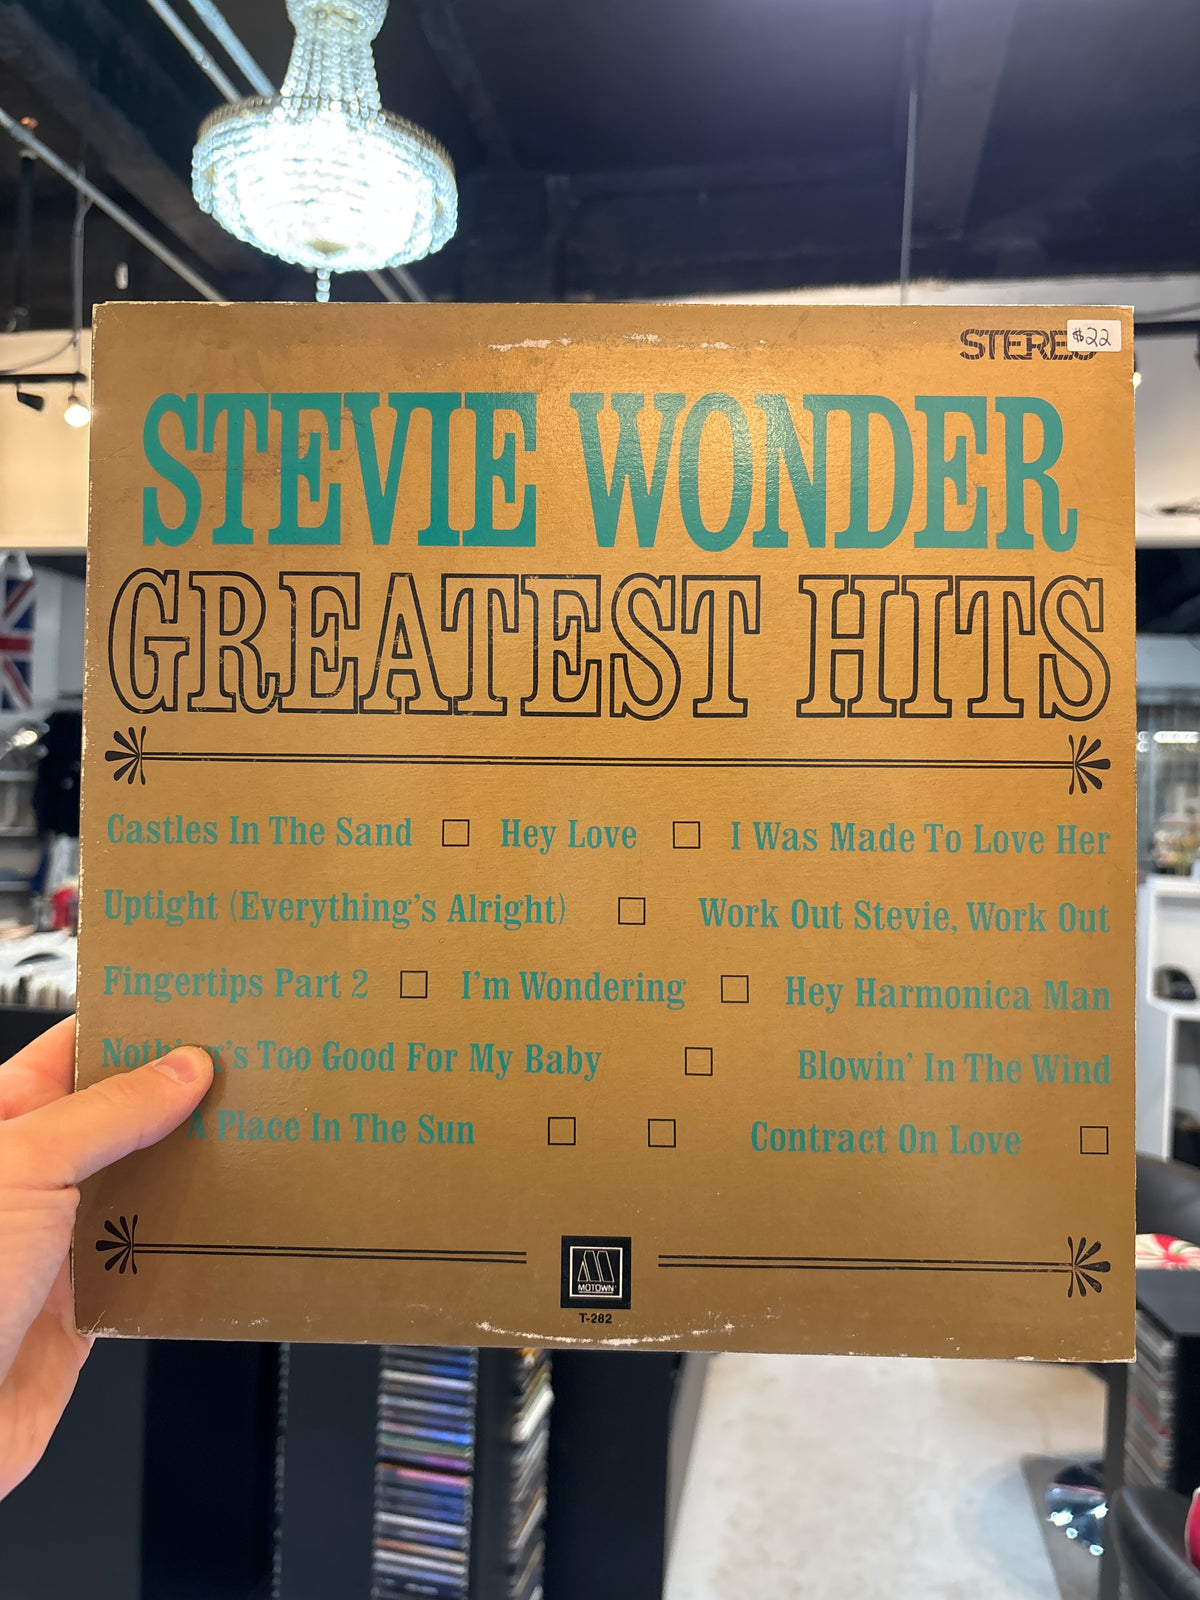 STEREO $22
STEVIE WONDER
GREATEST HITS
Castles In The Sand □ Hey Love □ I Was Made To Love Her
Uptight (Everything's Alright) □ Work Out Stevie, Work Out
Fingertips Part 2 □ I'm Wondering □ Hey Harmonica Man
Nothing's Too Good For My Baby □ Blowin' In The Wind
A Place In The Sun □ □ Contract On Love □
MOTOWN
T-282